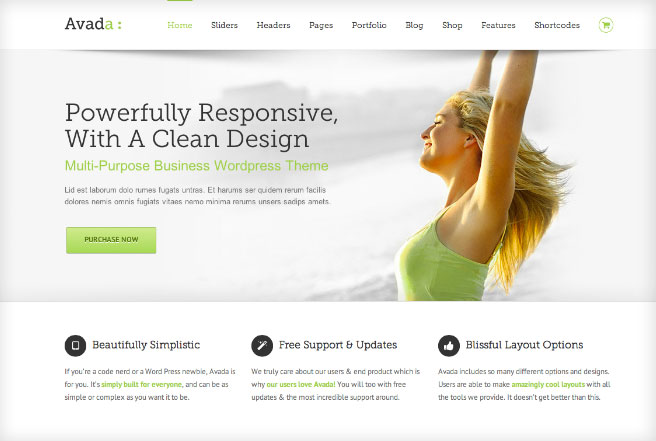 Avada :
Home Sliders Headers Pages Portfolio Blog Shop Features Shortcodes
Powerfully Responsive,
With A Clean Design
Multi-Purpose Business Wordpress Theme
Lid est laborum dolo rumes fugats untras. Et harums ser quidem rerum facilis
dolores nemis omnis fugiats vitaes nemo minima rerums unsers sadips amets.
PURCHASE NOW
Beautifully Simplistic
If you're a code nerd or a Word Press newbie, Avada is
for you. It's simply built for everyone, and can be as
simple or complex as you want it to be.
Free Support & Updates
We truly care about our users & end product which is
why our users love Avada! You will too with free
updates & the most incredible support around.
Blissful Layout Options
Avada includes so many different options and designs.
Users are able to make amazingly cool layouts with all
the tools we provide. It doesn't get better than this.